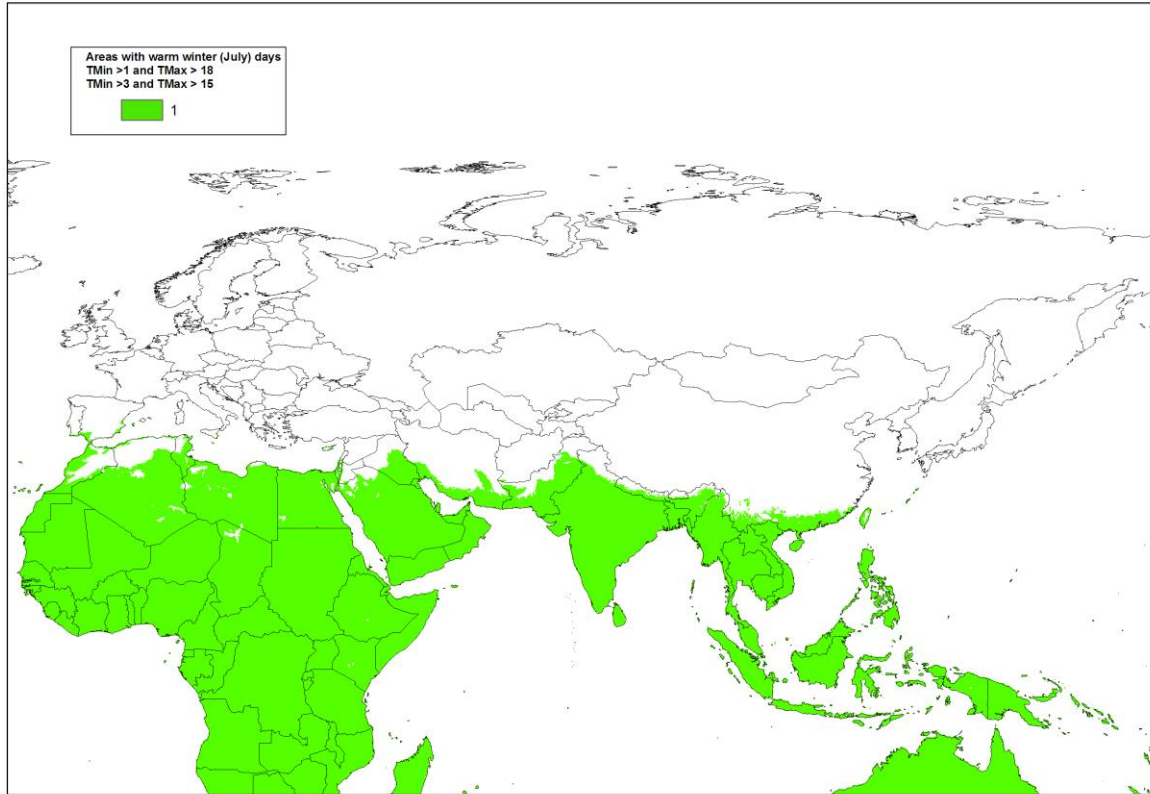 Areas with warm winter (July) days
TMin >1 and TMax > 18
TMin >3 and TMax > 15
1